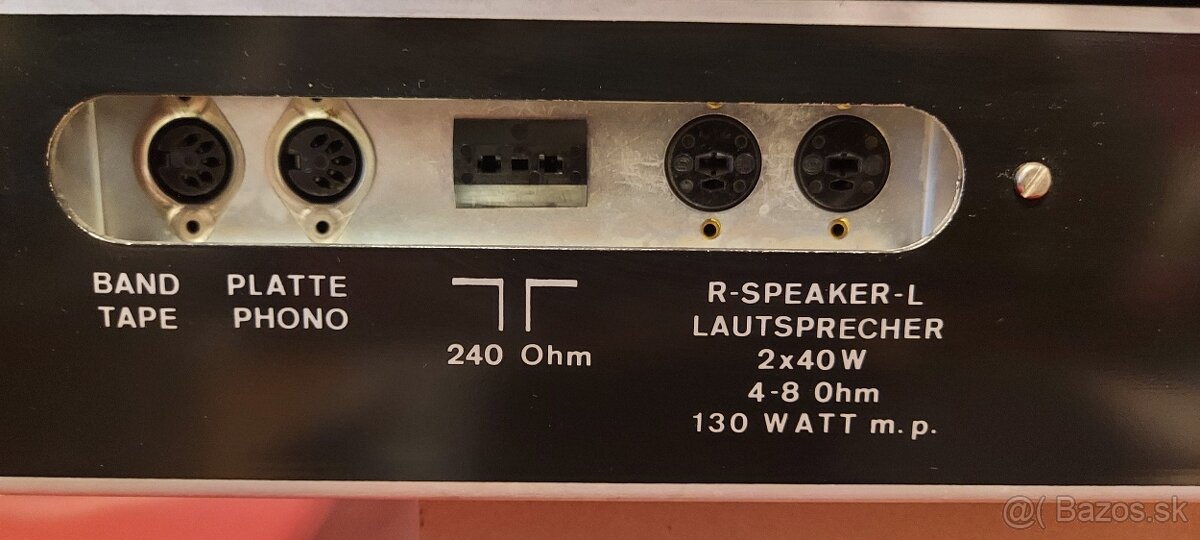 BAND PLATTE
TAPE PHONO
240 Ohm
R-SPEAKER-L
LAUTSPRECHER
2x40W
4-8 Ohm
130 WATT m.p.
@( Bazos.sk